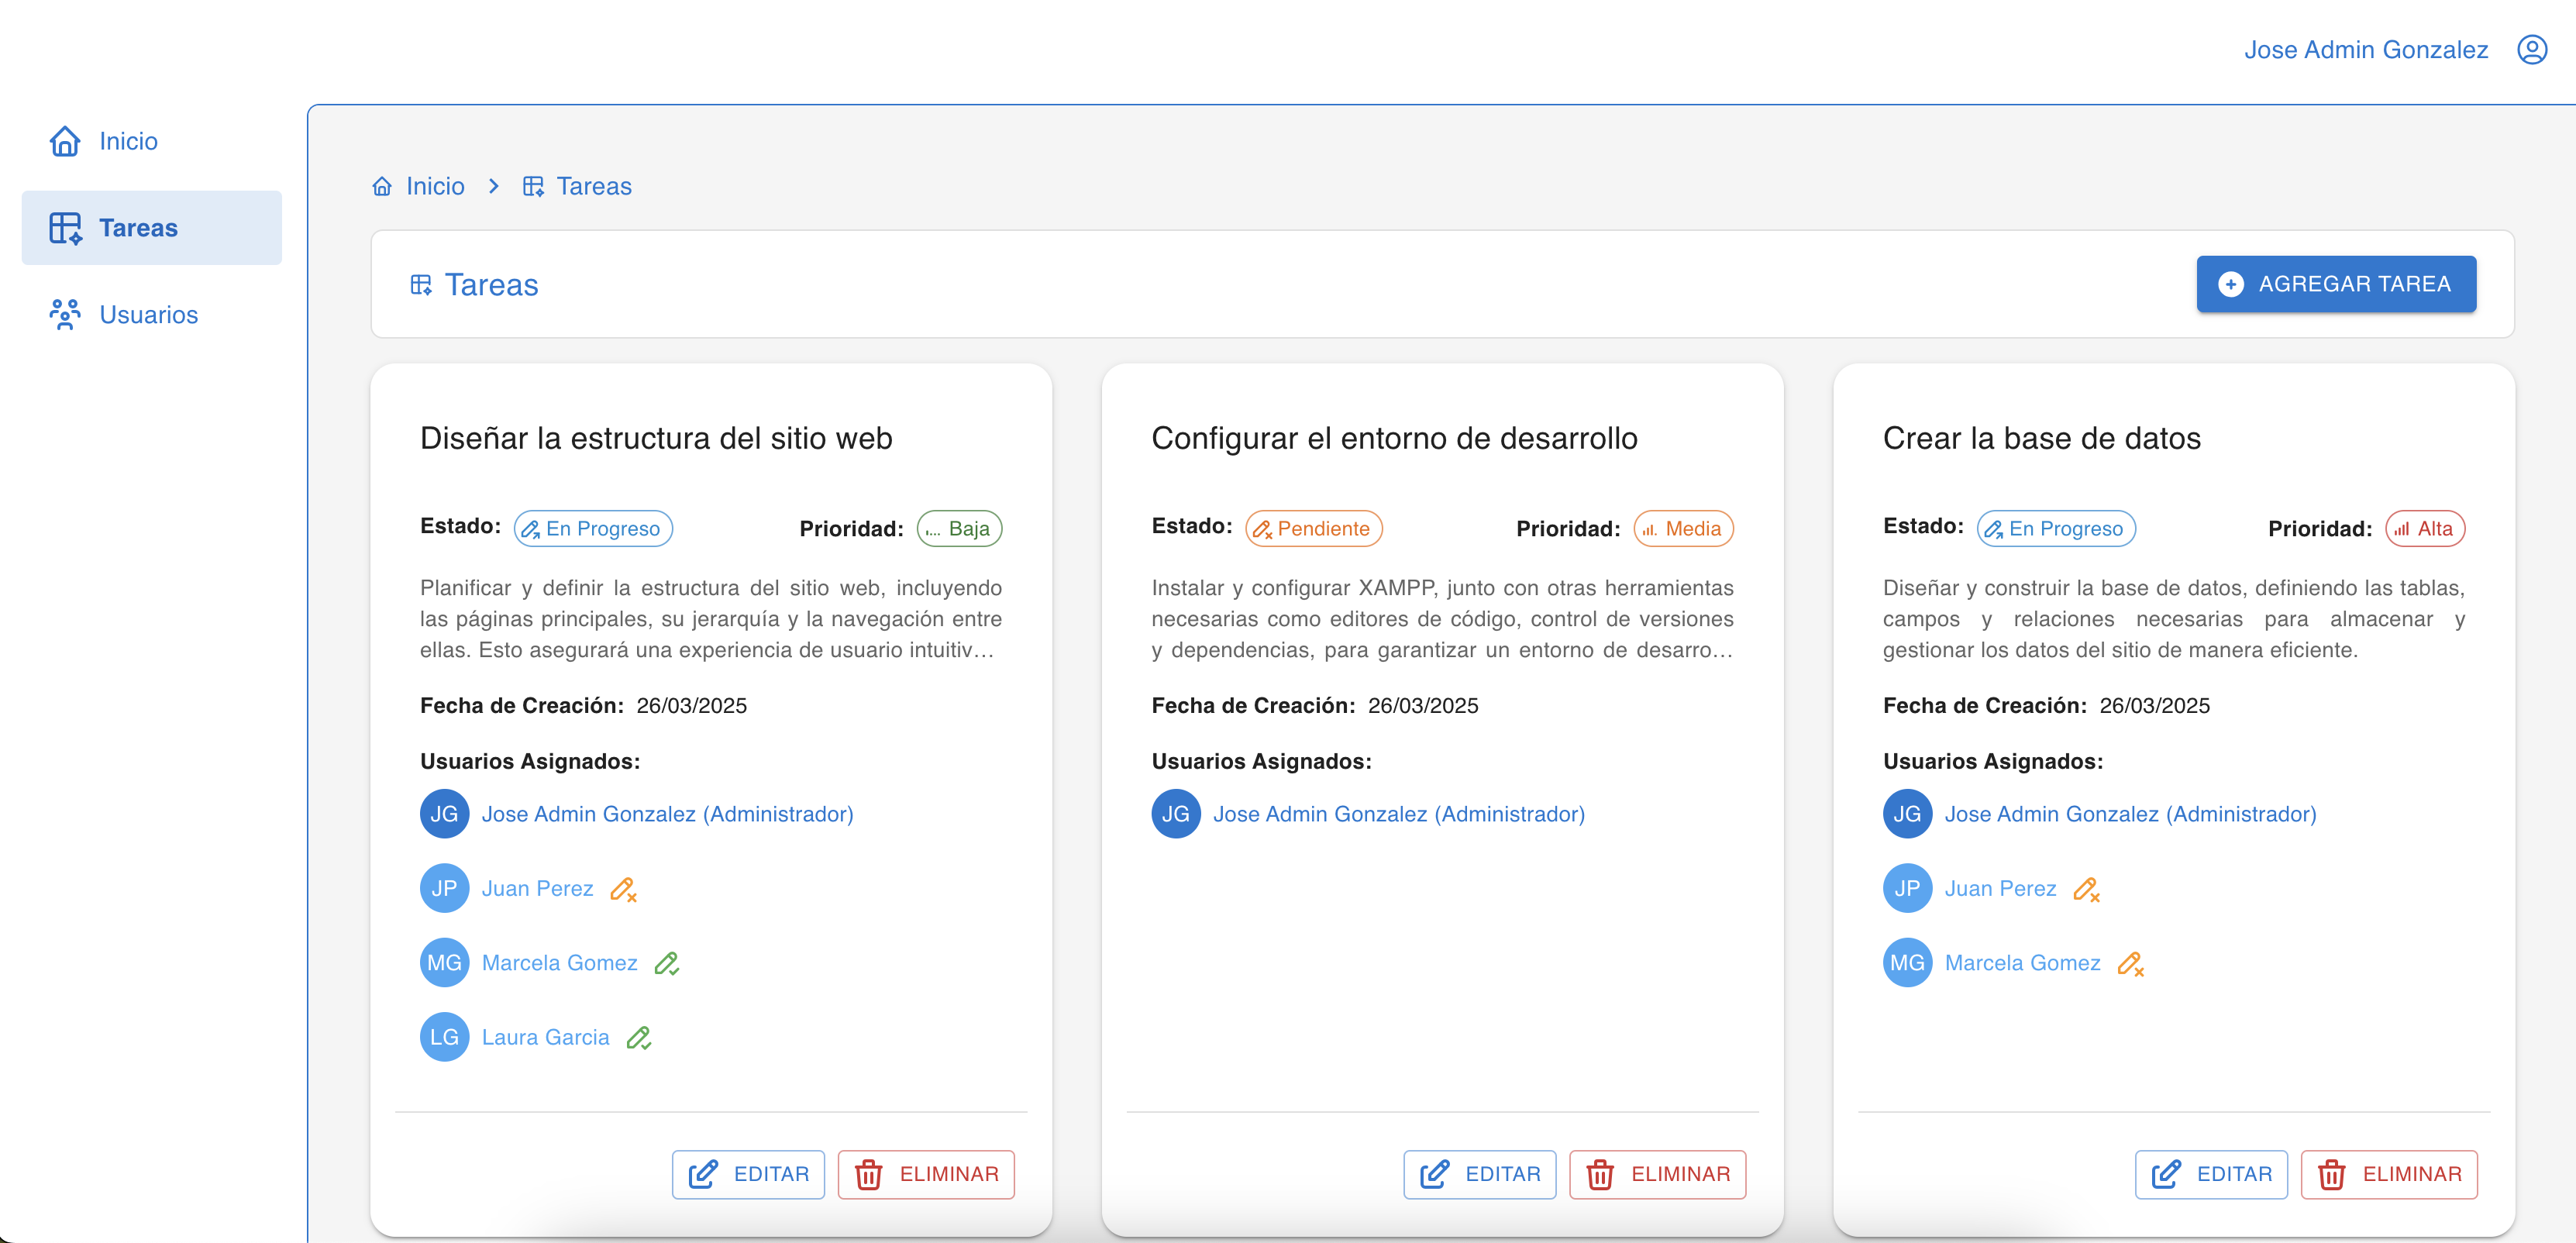 Jose Admin Gonzalez
Inicio
Tareas
Usuarios
Inicio > Tareas
Tareas
AGREGAR TAREA
Diseñar la estructura del sitio web
Estado: En Progreso Prioridad: Baja
Planificar y definir la estructura del sitio web, incluyendo
las páginas principales, su jerarquía y la navegación entre
ellas. Esto asegurará una experiencia de usuario intuitiv...
Fecha de Creación: 26/03/2025
Usuarios Asignados:
JG Jose Admin Gonzalez (Administrador)
JP Juan Perez
MG Marcela Gomez
LG Laura Garcia
EDITAR ELIMINAR
Configurar el entorno de desarrollo
Estado: Pendiente Prioridad: Media
Instalar y configurar XAMPP, junto con otras herramientas
necesarias como editores de código, control de versiones
y dependencias, para garantizar un entorno de desarro...
Fecha de Creación: 26/03/2025
Usuarios Asignados:
JG Jose Admin Gonzalez (Administrador)
EDITAR ELIMINAR
Crear la base de datos
Estado: En Progreso Prioridad: Alta
Diseñar y construir la base de datos, definiendo las tablas,
campos y relaciones necesarias para almacenar y
gestionar los datos del sitio de manera eficiente.
Fecha de Creación: 26/03/2025
Usuarios Asignados:
JG Jose Admin Gonzalez (Administrador)
JP Juan Perez
MG Marcela Gomez
EDITAR ELIMINAR